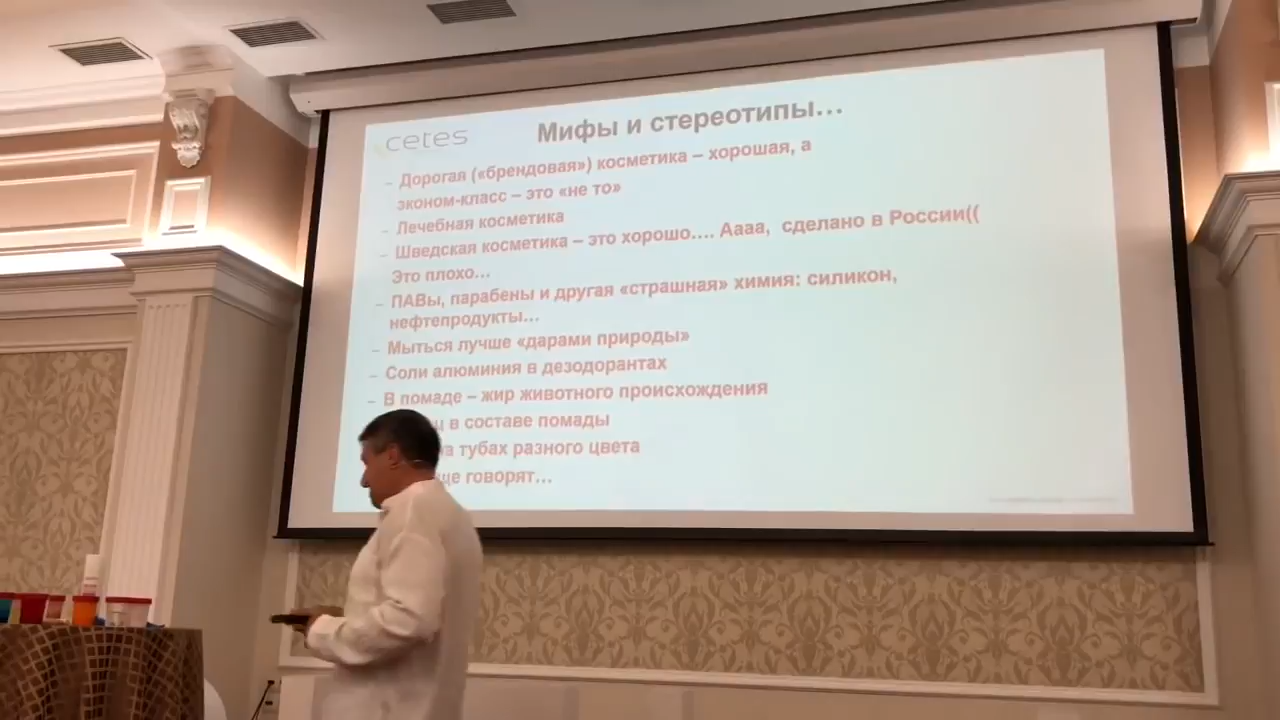 cetes
Мифы и стереотипы...
– Дорогая («брендовая») косметика – хорошая, а
эконом-класс – это «не то»
– Лечебная косметика
– Шведская косметика – это хорошо.... Аааа, сделано в России((
Это плохо...
– ПАВы, парабены и другая «страшная» химия: силикон,
нефтепродукты...
– Мыться лучше «дарами природы»
– Соли алюминия в дезодорантах
– В помаде – жир животного происхождения
в составе помады
тубах разного цвета
говорят...